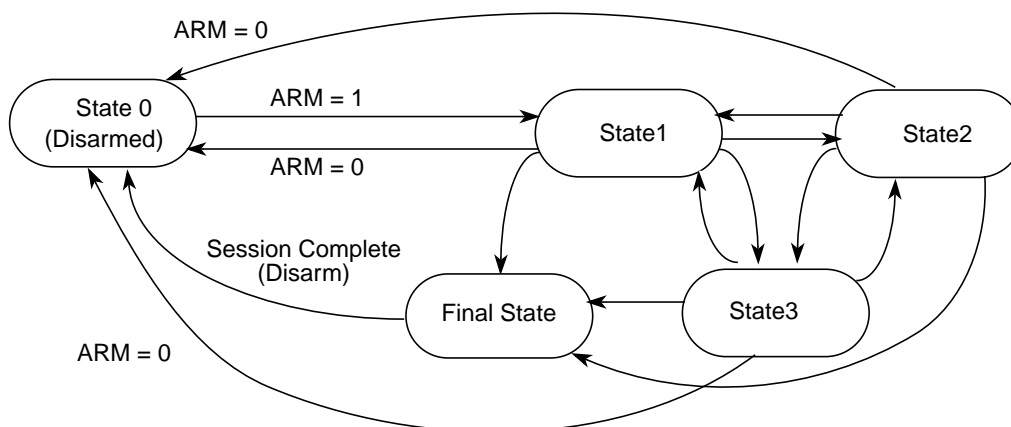 ARM = 0
State 0
(Disarmed)
ARM = 1
State1
State2
ARM = 0
Session Complete
(Disarm)
Final State
State3
ARM = 0